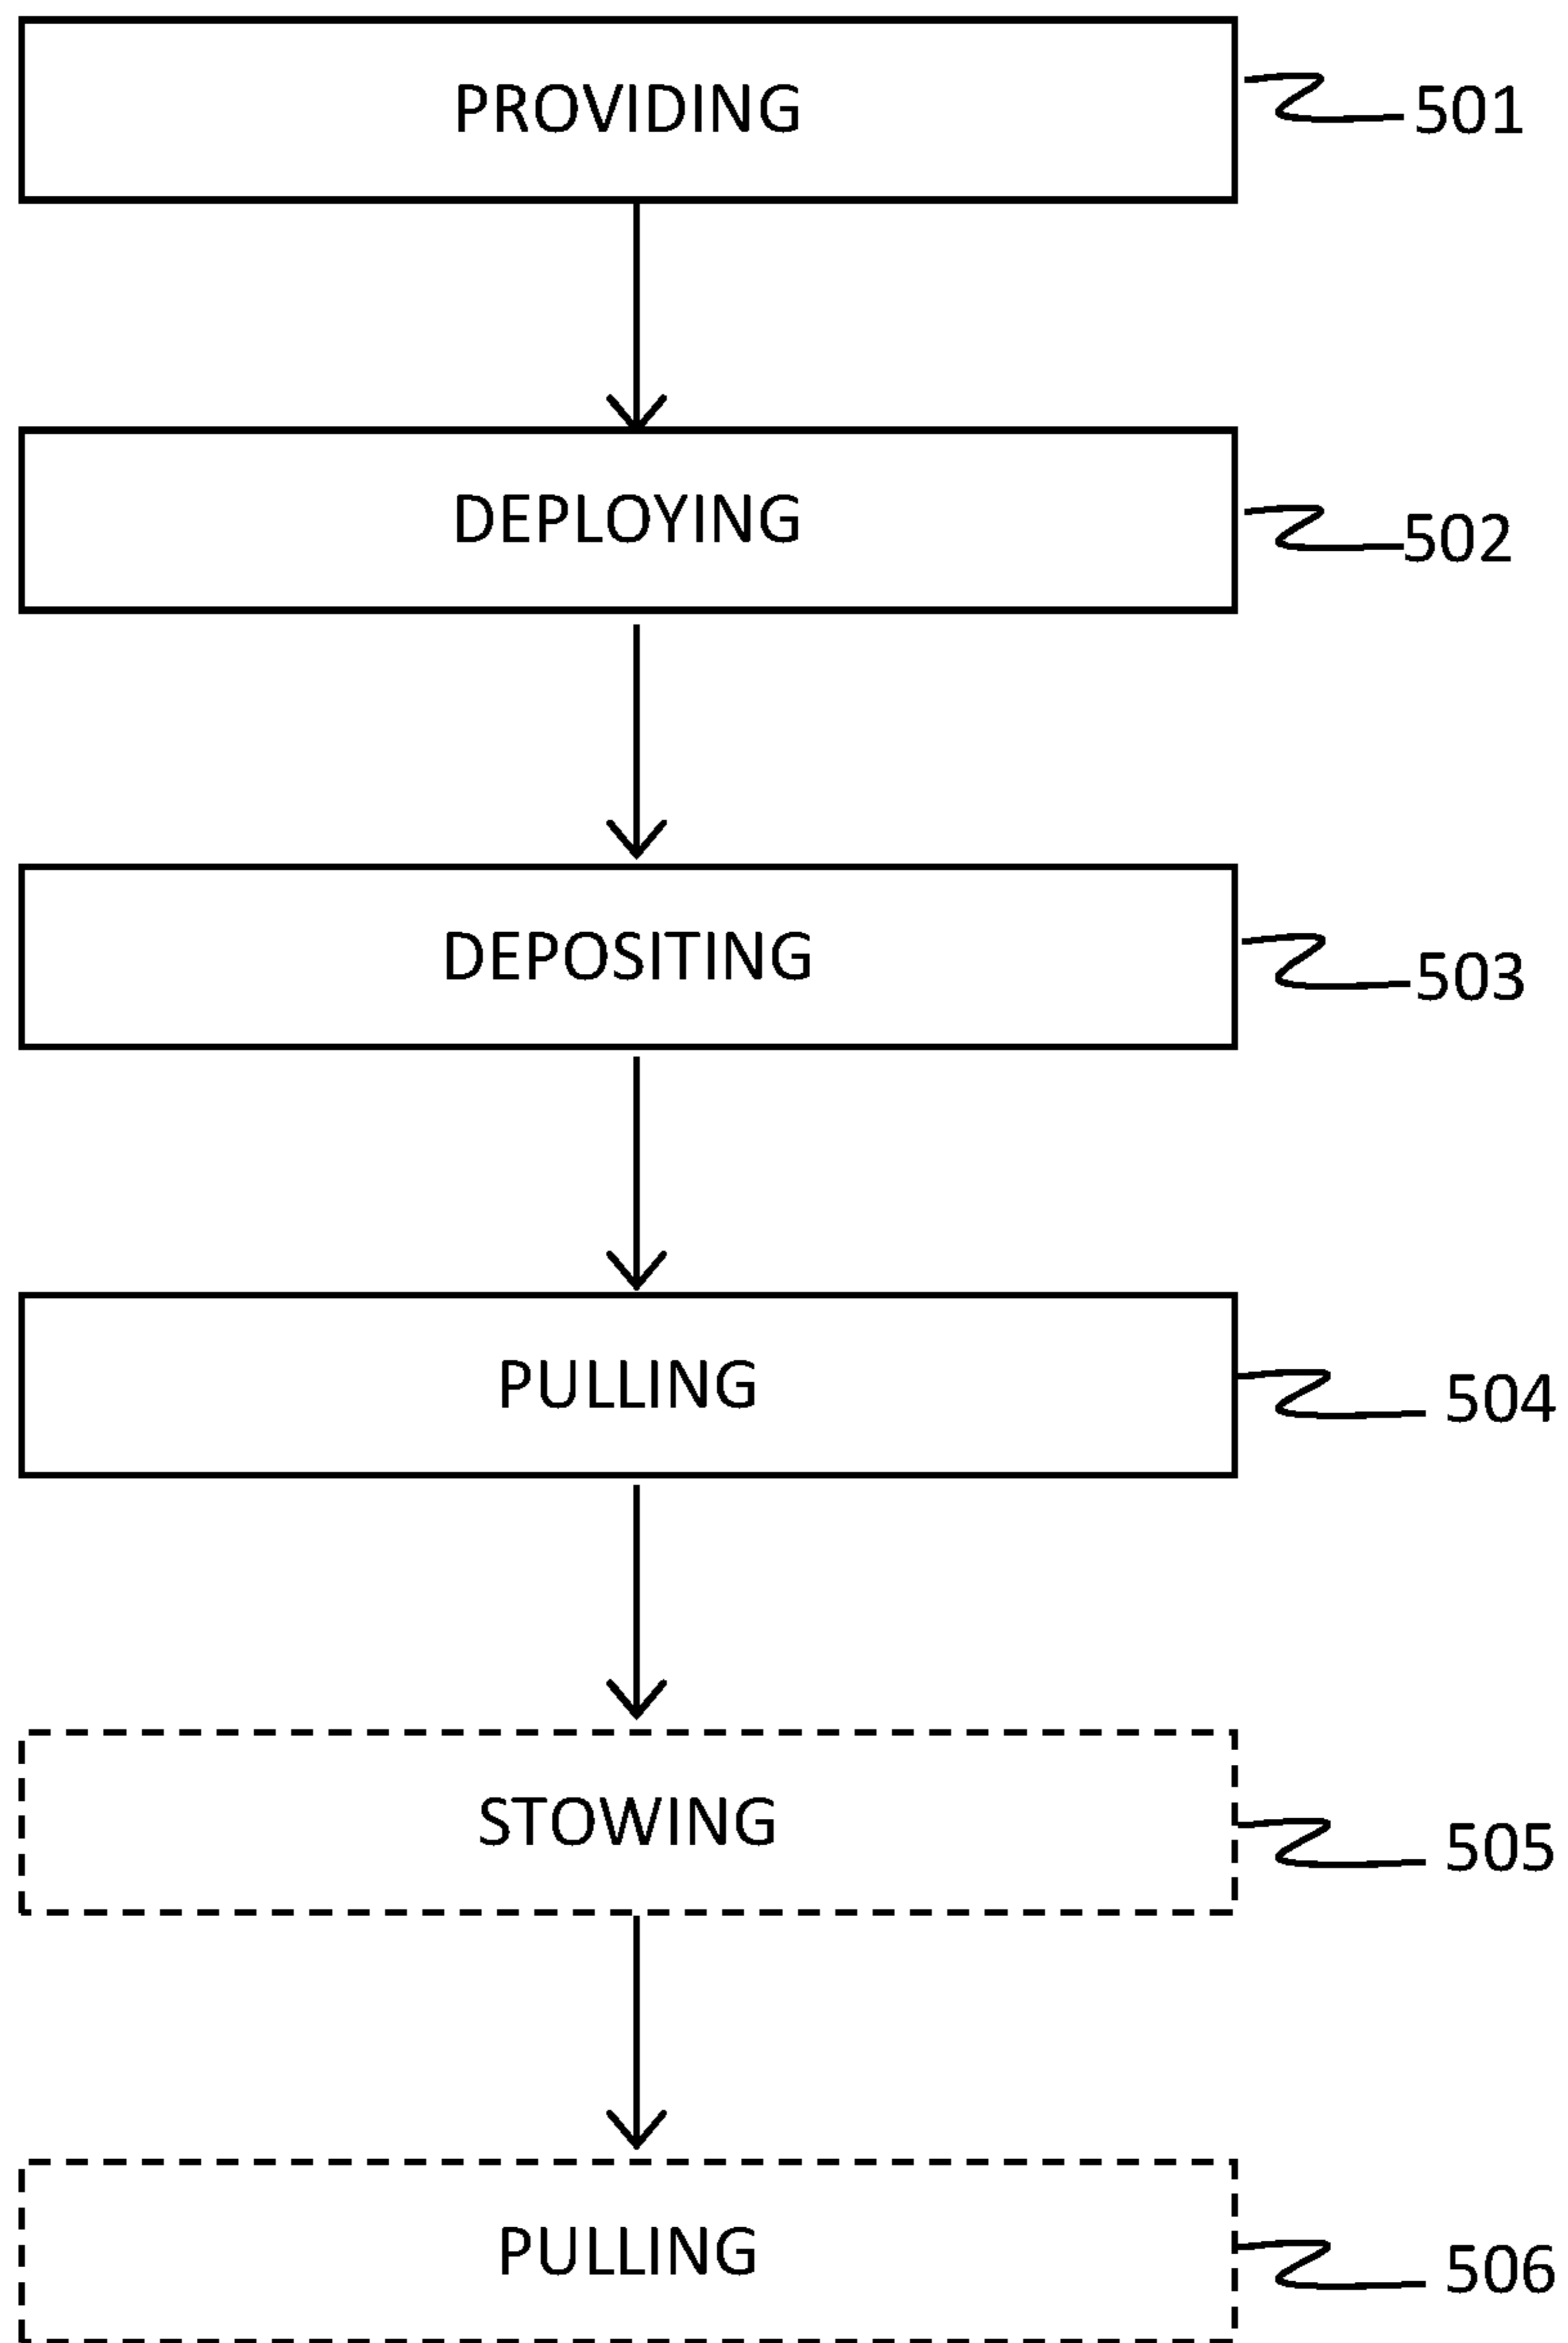 PROVIDING
501
DEPLOYING
502
DEPOSITING
503
PULLING
504
STOWING
505
PULLING
506